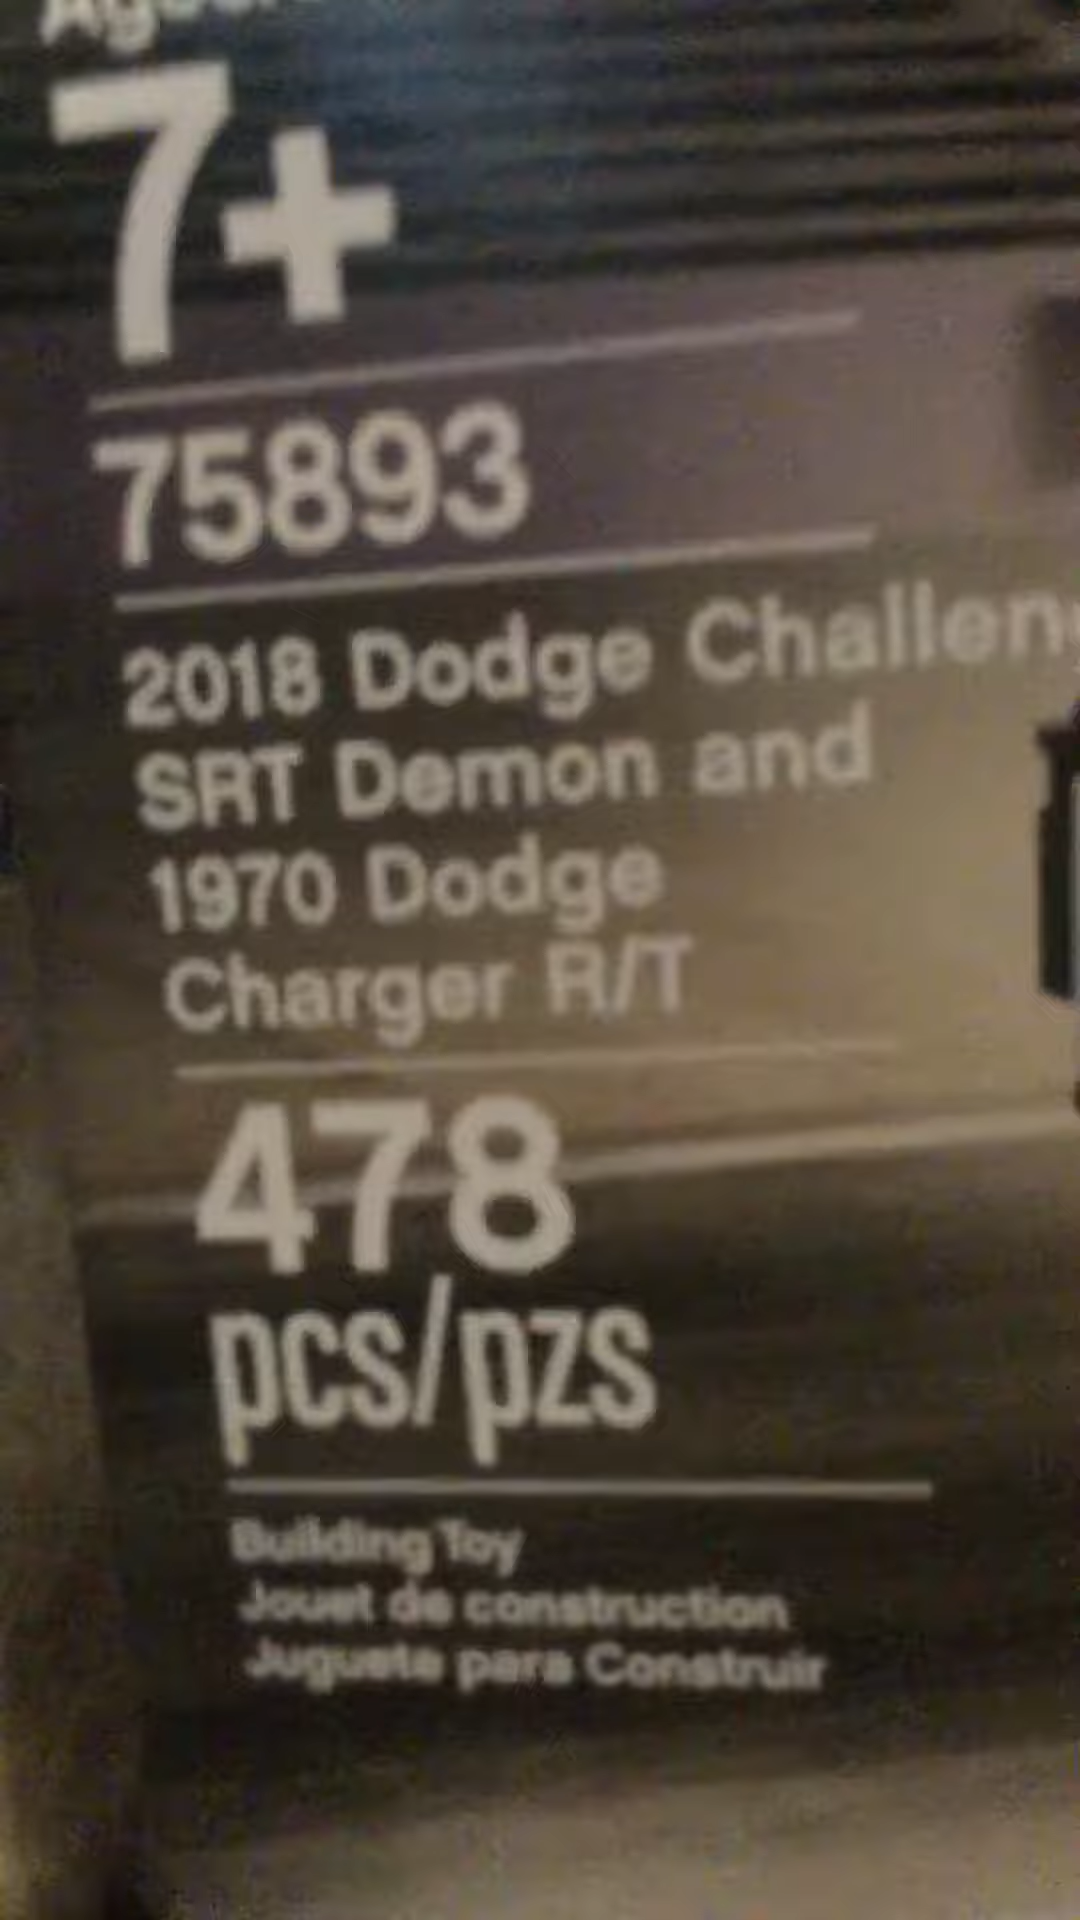 7+
75893
2018 Dodge Challen
SRT Demon and
1970 Dodge
Charger R/T
478
pcs/pzs
Building Toy
Jouet de construction
Juguete para Construir